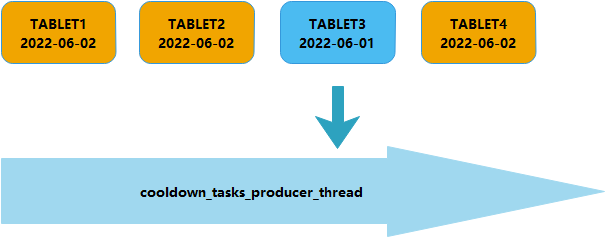 TABLET1
2022-06-02
TABLET2
2022-06-02
TABLET3
2022-06-01
TABLET4
2022-06-02
cooldown_tasks_producer_thread